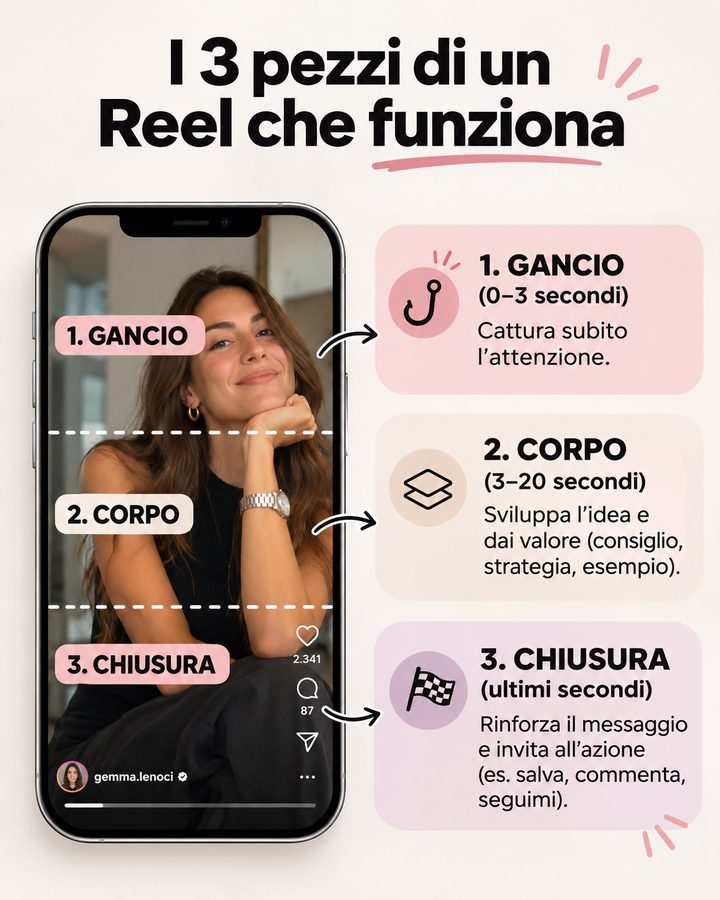 I 3 pezzi di un
Reel che funziona
1. GANCIO
2. CORPO
3. CHIUSURA
2.341
87
gemma.lenoci
1. GANCIO
(0–3 secondi)
Cattura subito
l'attenzione.
2. CORPO
(3–20 secondi)
Sviluppa l'idea e
dai valore (consiglio,
strategia, esempio).
3. CHIUSURA
(ultimi secondi)
Rinforza il messaggio
e invita all'azione
(es. salva, commenta,
seguimi).